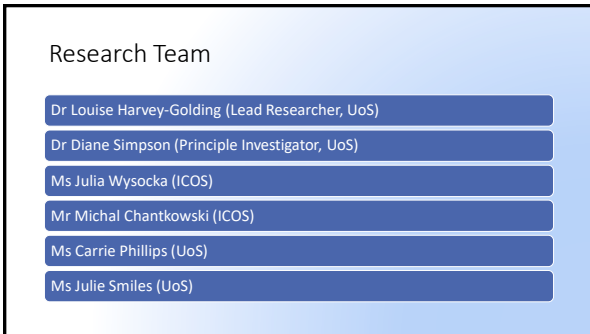 Research Team
Dr Louise Harvey-Golding (Lead Researcher, UoS)
Dr Diane Simpson (Principle Investigator, UoS)
Ms Julia Wysocka (ICOS)
Mr Michal Chantkowski (ICOS)
Ms Carrie Phillips (UoS)
Ms Julie Smiles (UoS)